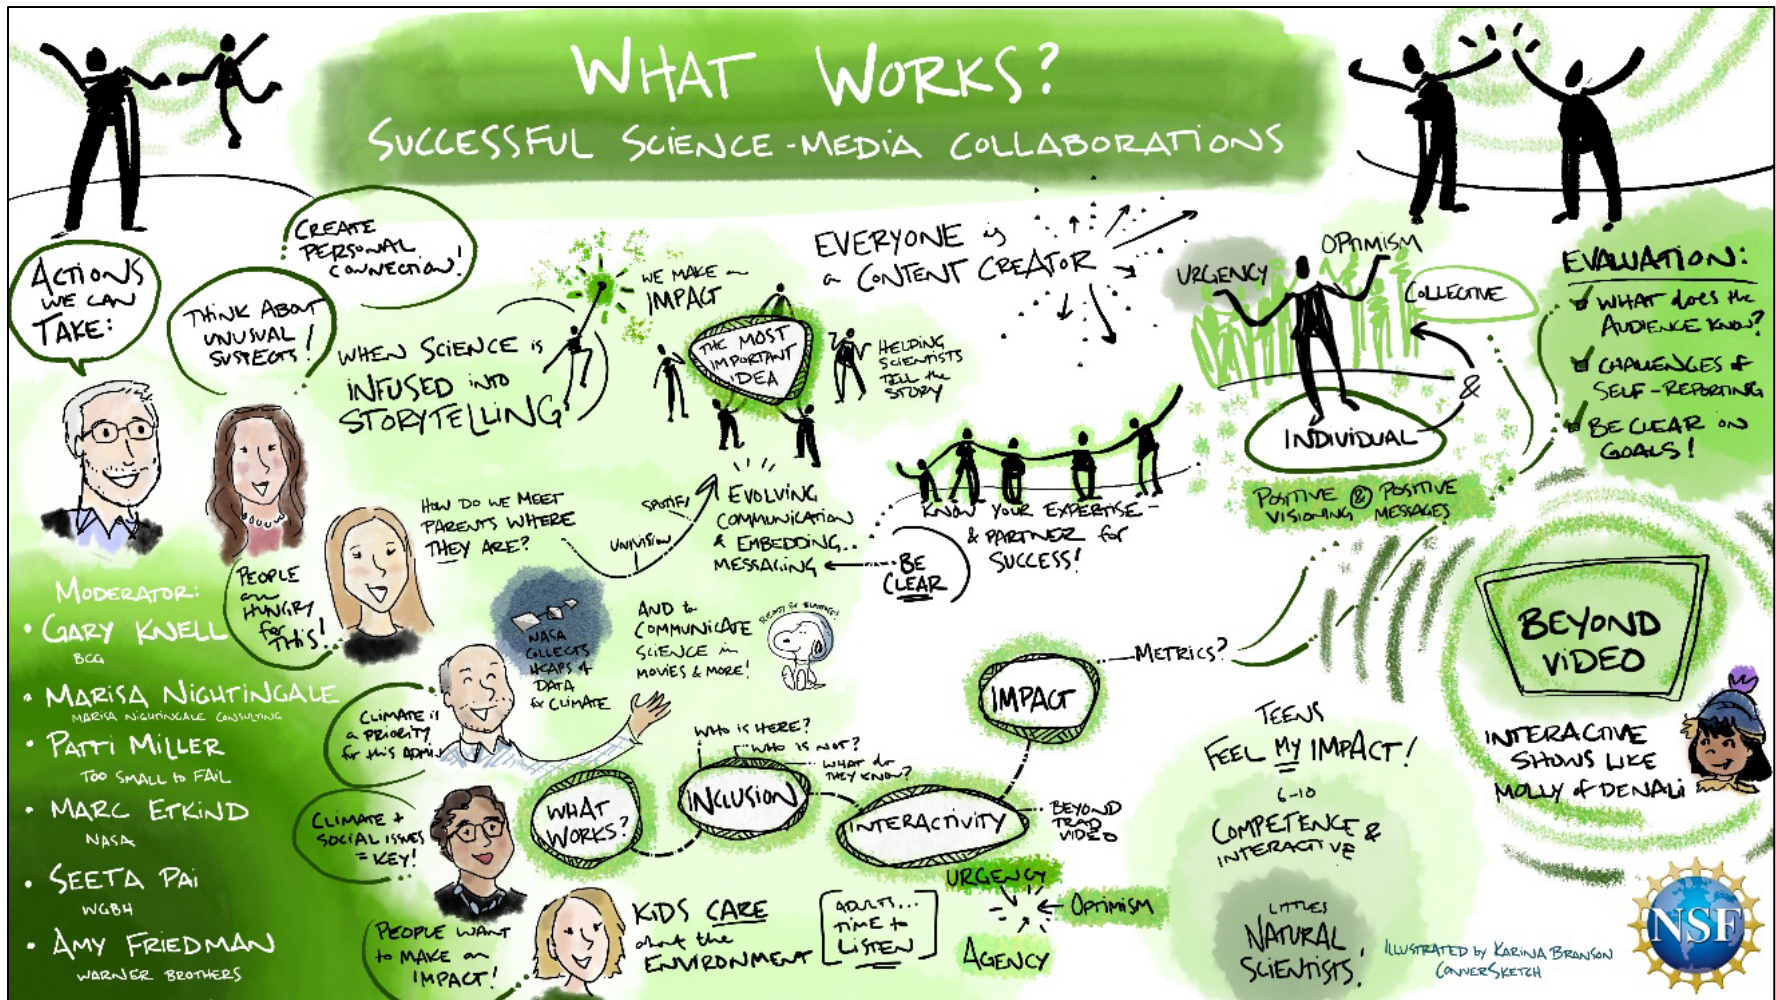 WHAT WORKS?
SUCCESSFUL SCIENCE-MEDIA COLLABORATIONS
ACTIONS
WE CAN
TAKE:
THINK ABOUT
UNUSUAL
SUSPECTS!
CREATE
PERSONAL
CONNECTION!
WHEN SCIENCE is
INFUSED INTO
STORYTELLING!
WE MAKE an
IMPACT
THE MOST
IMPORTANT
IDEA
HELPING
SCIENTISTS
TELL the
STORY
EVERYONE is
a CONTENT CREATOR
URGENCY
OPTIMISM
COLLECTIVE
&
INDIVIDUAL
POSITIVE & POSITIVE
VISIONING MESSAGES
EVALUATION:
WHAT does the
AUDIENCE KNOW?
CHALLENGES of
SELF-REPORTING
BE CLEAR ON
GOALS!
HOW DO WE MEET
PARENTS WHERE
THEY ARE?
UNIVISION
SPOTIFY
EVOLVING
COMMUNICATION
& EMBEDDING
MESSAGING
BE
CLEAR
KNOW YOUR EXPERTISE -
& PARTNER for
SUCCESS!
MODERATOR:
• GARY KNELL
BCG
• MARISA NIGHTINGALE
MARISA NIGHTINGALE CONSULTING
• PATTI MILLER
TOO SMALL to FAIL
• MARC ETKIND
NASA
• SEETA PAI
WGBH
• AMY FRIEDMAN
WARNER BROTHERS
PEOPLE
are
HUNGRY
for
THIS!
CLIMATE is
a PRIORITY
for this ADMIN
CLIMATE +
SOCIAL ISSUES
= KEY!
PEOPLE WANT
to MAKE an
IMPACT!
NASA
COLLECTS
HEAPS of
DATA
for CLIMATE
AND to
COMMUNICATE
SCIENCE in
MOVIES & MORE!
WHAT
WORKS?
WHO IS HERE?
WHO IS NOT?
WHAT do
THEY KNOW?
INCLUSION
INTERACTIVITY
BEYOND
TRAD
VIDEO
IMPACT
METRICS?
KIDS CARE
about the
ENVIRONMENT
ADULTS...
TIME to
LISTEN
URGENCY
OPTIMISM
AGENCY
TEENS
FEEL MY IMPACT!
6-10
COMPETENCE &
INTERACTIVE
LITTLES
NATURAL
SCIENTISTS!
BEYOND
VIDEO
INTERACTIVE
SHOWS LIKE
MOLLY of DENALI
ILLUSTRATED by KARINA BRANSON
CONVERSKETCH
NSF